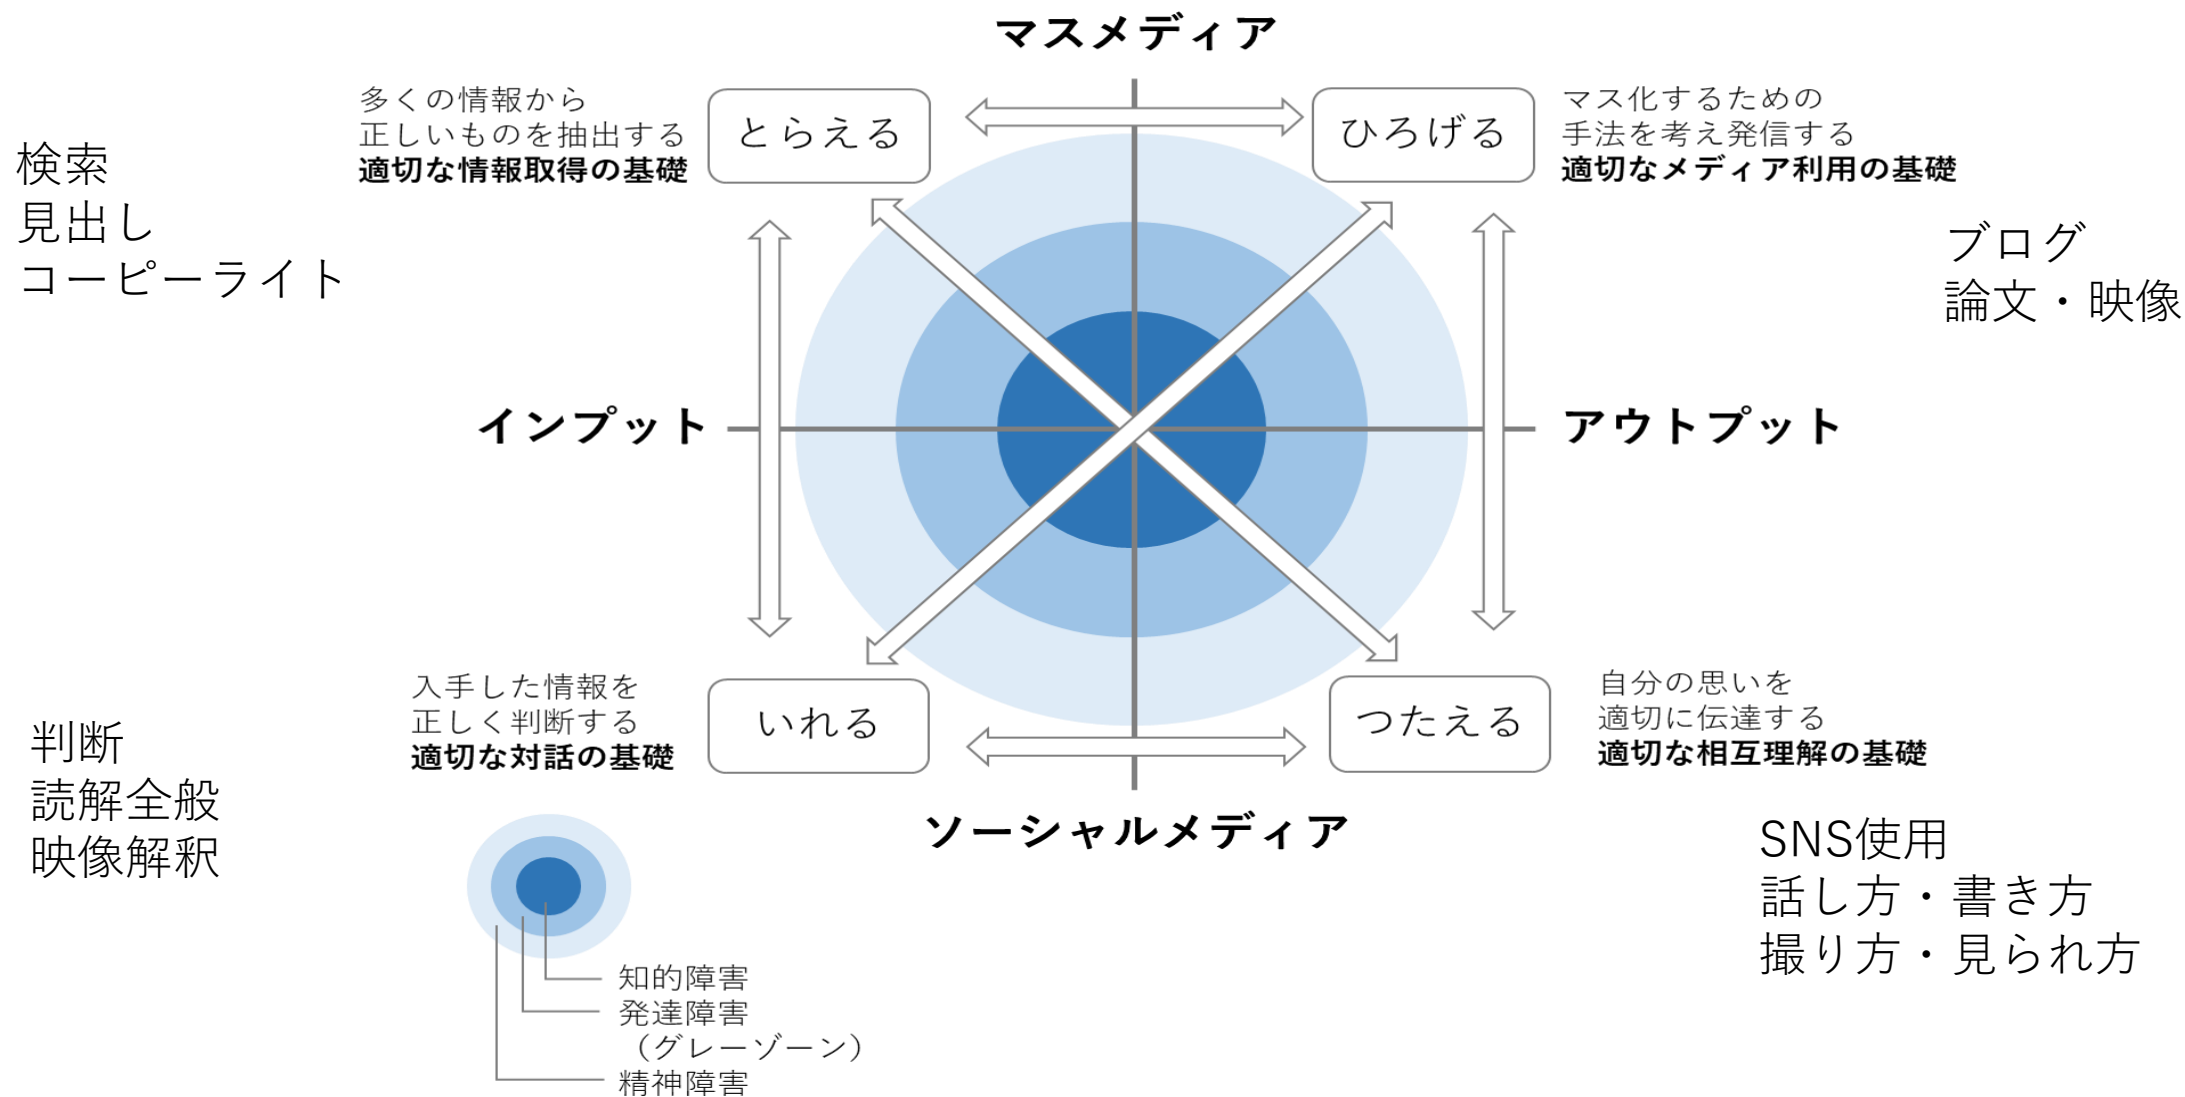 マスメディア
多くの情報から
正しいものを抽出する
適切な情報取得の基礎
とらえる
ひろげる
マス化するための
手法を考え発信する
適切なメディア利用の基礎
検索
見出し
コーピーライト
ブログ
論文・映像
インプット
アウトプット
入手した情報を
正しく判断する
適切な対話の基礎
いれる
つたえる
自分の思いを
適切に伝達する
適切な相互理解の基礎
判断
読解全般
映像解釈
ソーシャルメディア
SNS使用
話し方・書き方
撮り方・見られ方
知的障害
発達障害
（グレーゾーン）
精神障害